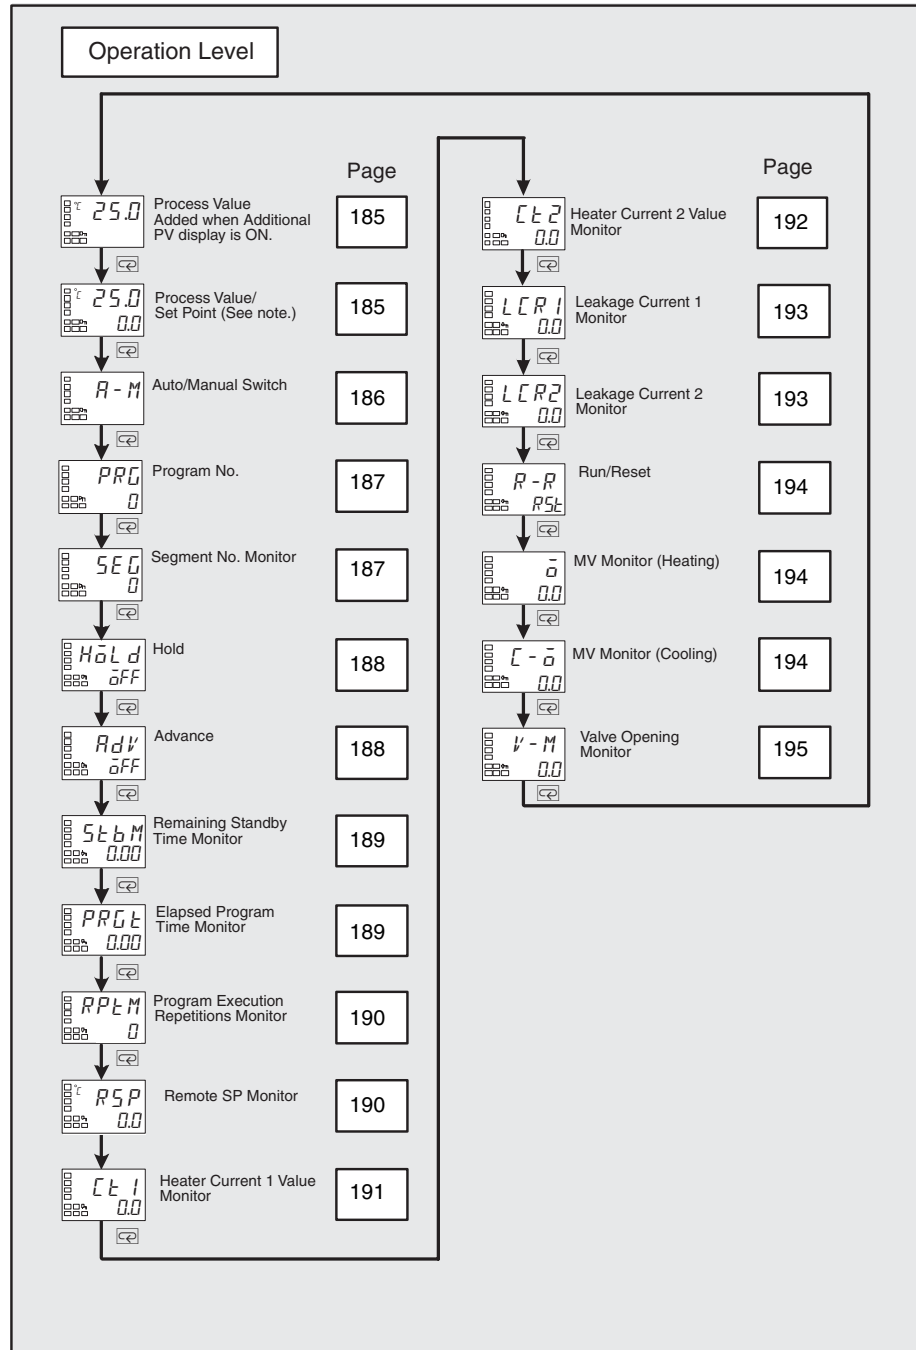 Operation Level
Page
°C 25.0
Process Value
Added when Additional
PV display is ON.
185
°C 25.0
0.0
Process Value/
Set Point (See note.)
185
A-M
Auto/Manual Switch
186
PRG
0
Program No.
187
SEG
0
Segment No. Monitor
187
HOLd
OFF
Hold
188
AdV
OFF
Advance
188
StbM
0.00
Remaining Standby
Time Monitor
189
PRGt
0.00
Elapsed Program
Time Monitor
189
RPtM
0
Program Execution
Repetitions Monitor
190
°C RSP
0.0
Remote SP Monitor
190
Ct1
0.0
Heater Current 1 Value
Monitor
191
Page
Ct2
0.0
Heater Current 2 Value
Monitor
192
LCR1
0.0
Leakage Current 1
Monitor
193
LCR2
0.0
Leakage Current 2
Monitor
193
R-R
RSt
Run/Reset
194
O
0.0
MV Monitor (Heating)
194
C-O
0.0
MV Monitor (Cooling)
194
V-M
0.0
Valve Opening
Monitor
195